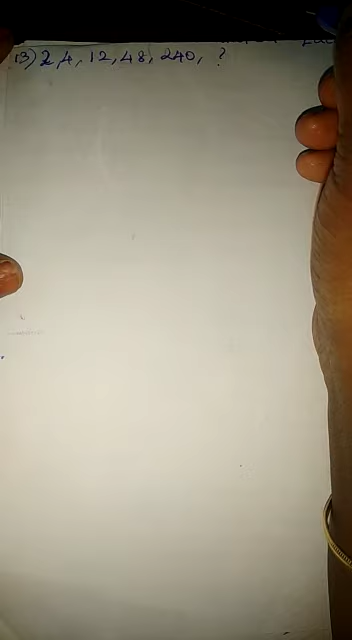 13) 2,4, 12, 48, 240, ?